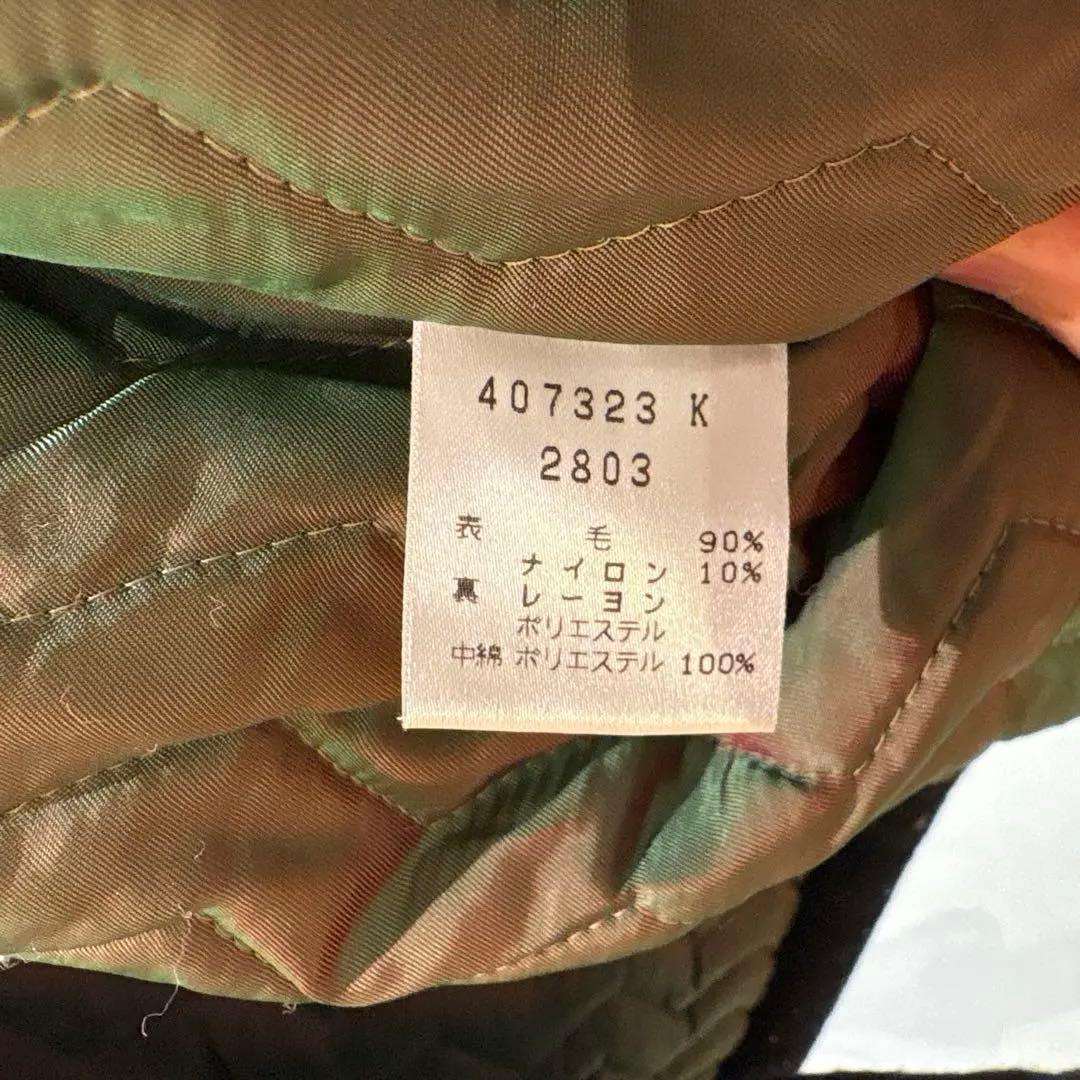 407323 K
2803
表 毛 90%
ナイロン 10%
裏 レーヨン
ポリエステル
中綿 ポリエステル 100%